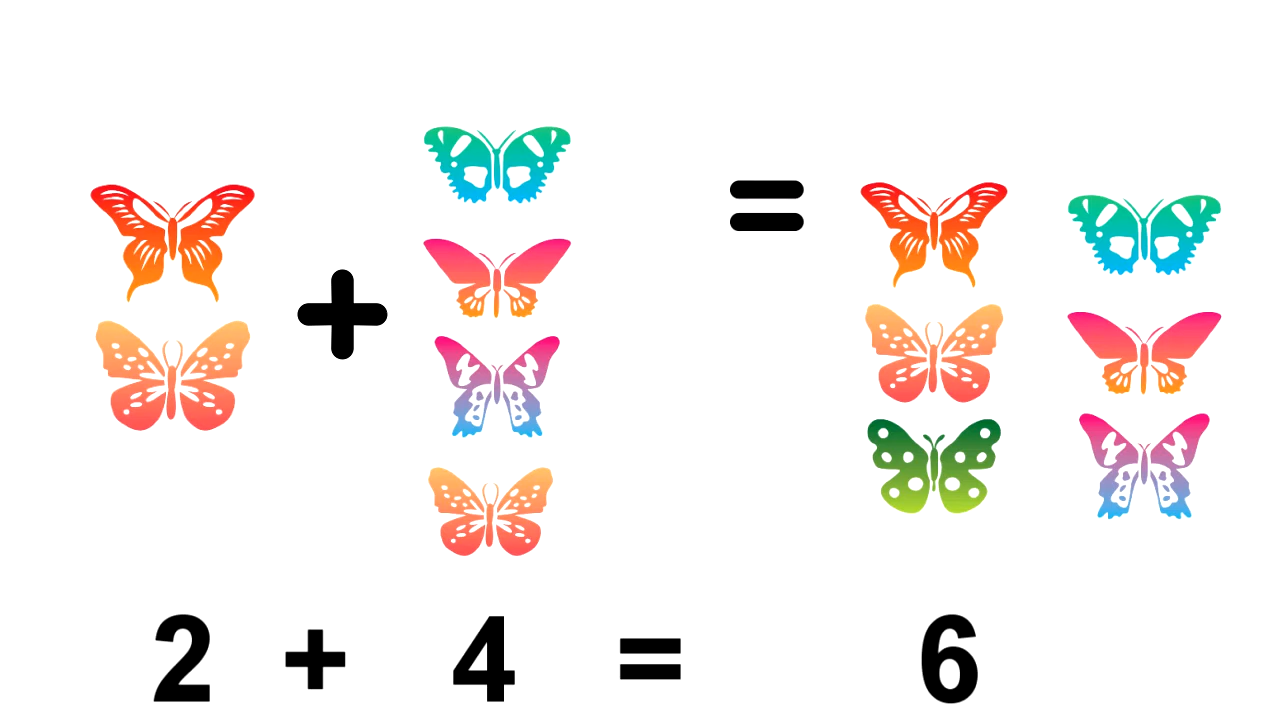 + =
2 + 4 = 6